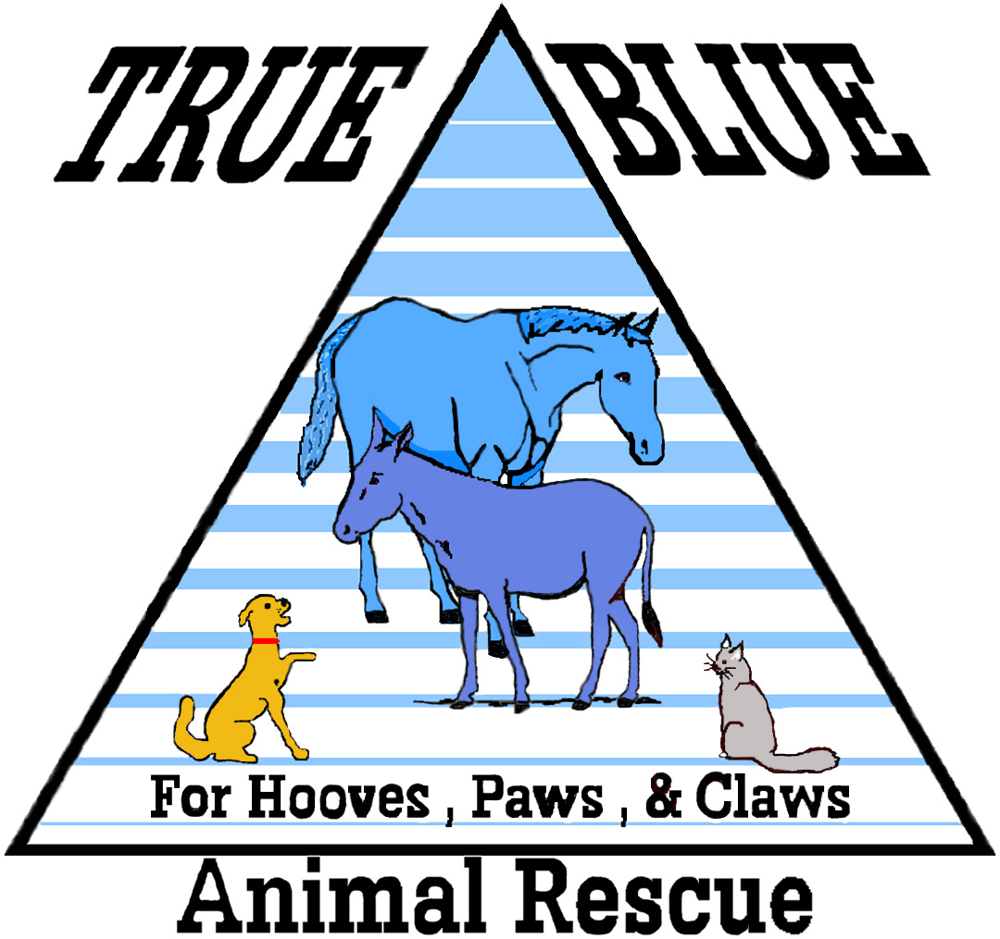 TRUE BLUE
For Hooves , Paws , & Claws
Animal Rescue